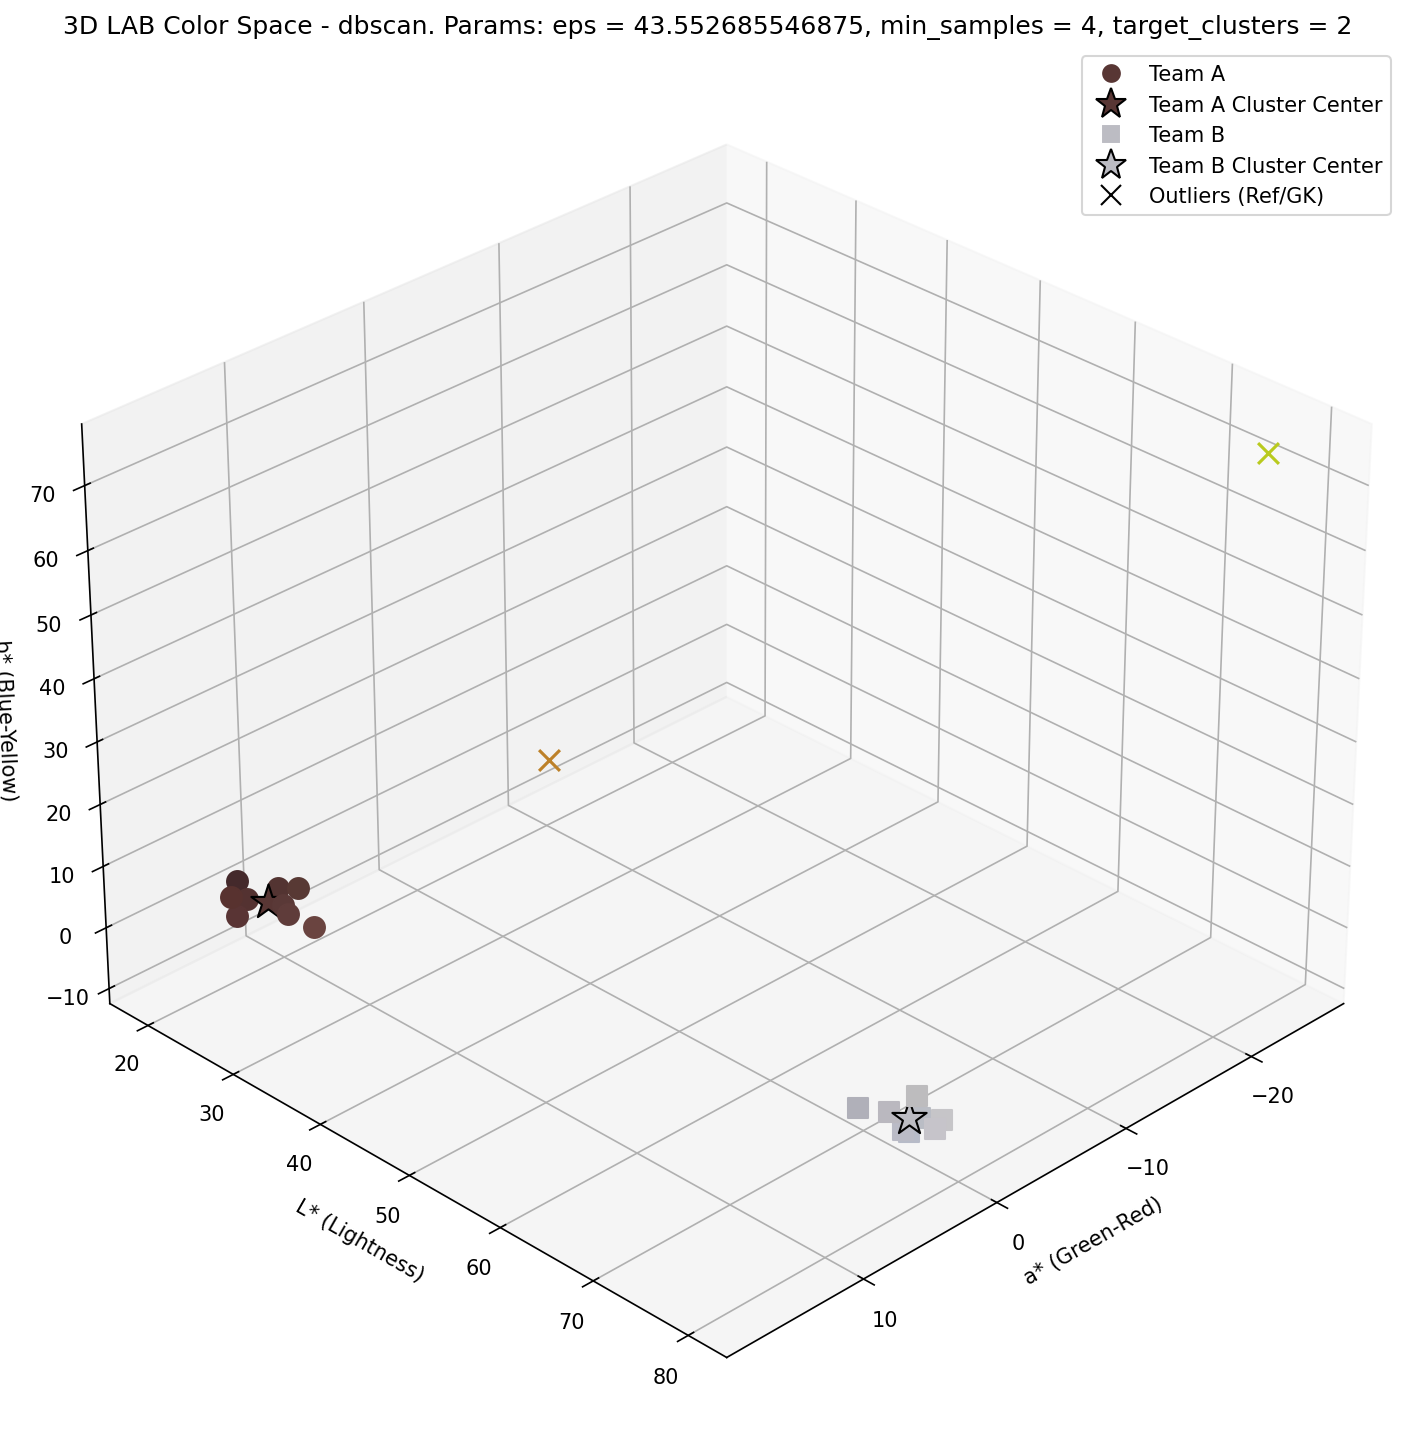 3D LAB Color Space - dbscan. Params: eps = 43.552685546875, min_samples = 4, target_clusters = 2
Team A
Team A Cluster Center
Team B
Team B Cluster Center
Outliers (Ref/GK)
70
60
50
40
30
20
10
0
−10
b* (Blue-Yellow)
20
30
40
50
60
70
80
L* (Lightness)
−20
−10
0
10
a* (Green-Red)